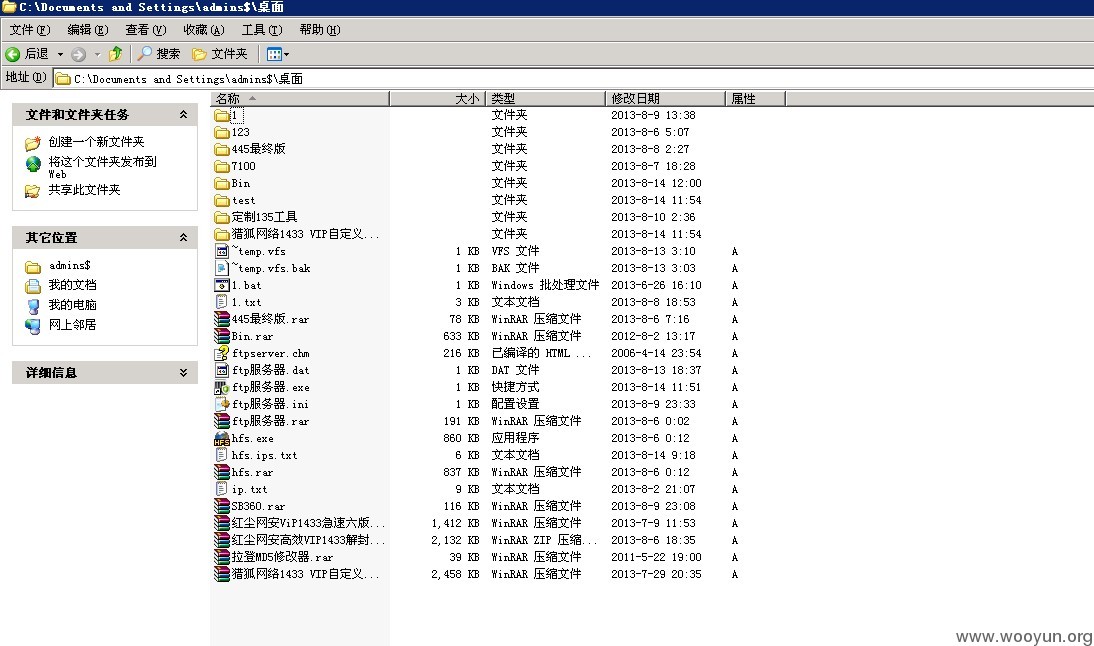 C:\Documents and Settings\admins$\桌面
文件(F) 编辑(E) 查看(V) 收藏(A) 工具(T) 帮助(H)
后退 搜索 文件夹
地址(D) C:\Documents and Settings\admins$\桌面
文件和文件夹任务
创建一个新文件夹
将这个文件夹发布到
Web
共享此文件夹
其它位置
admins$
我的文档
我的电脑
网上邻居
详细信息
名称 大小 类型 修改日期 属性
1 文件夹 2013-8-9 13:38
123 文件夹 2013-8-6 5:07
445最终版 文件夹 2013-8-8 2:27
7100 文件夹 2013-8-7 18:28
Bin 文件夹 2013-8-14 12:00
test 文件夹 2013-8-14 11:54
定制135工具 文件夹 2013-8-10 2:36
猎狐网络1433 VIP自定义... 文件夹 2013-8-14 11:54
~temp.vfs 1 KB VFS 文件 2013-8-13 3:10 A
~temp.vfs.bak 1 KB BAK 文件 2013-8-13 3:03 A
1.bat 1 KB Windows 批处理文件 2013-6-26 16:10 A
1.txt 3 KB 文本文档 2013-8-8 18:53 A
445最终版.rar 78 KB WinRAR 压缩文件 2013-8-6 7:16 A
Bin.rar 633 KB WinRAR 压缩文件 2012-8-2 13:17 A
ftpserver.chm 216 KB 已编译的 HTML ... 2006-4-14 23:54 A
ftp服务器.dat 1 KB DAT 文件 2013-8-13 18:37 A
ftp服务器.exe 1 KB 快捷方式 2013-8-14 11:51 A
ftp服务器.ini 1 KB 配置设置 2013-8-9 23:33 A
ftp服务器.rar 191 KB WinRAR 压缩文件 2013-8-6 0:02 A
hfs.exe 860 KB 应用程序 2013-8-6 0:12 A
hfs.ips.txt 6 KB 文本文档 2013-8-14 9:18 A
hfs.rar 837 KB WinRAR 压缩文件 2013-8-6 0:12 A
ip.txt 9 KB 文本文档 2013-8-2 21:07 A
SB360.rar 116 KB WinRAR 压缩文件 2013-8-9 23:08 A
红尘网安ViP1433急速六版... 1,412 KB WinRAR 压缩文件 2013-7-9 11:53 A
红尘网安高效VIP1433解封... 2,132 KB WinRAR ZIP 压缩... 2013-8-6 18:35 A
拉登MD5修改器.rar 39 KB WinRAR 压缩文件 2011-5-22 19:00 A
猎狐网络1433 VIP自定义... 2,458 KB WinRAR 压缩文件 2013-7-29 20:35 A
www.wooyun.org